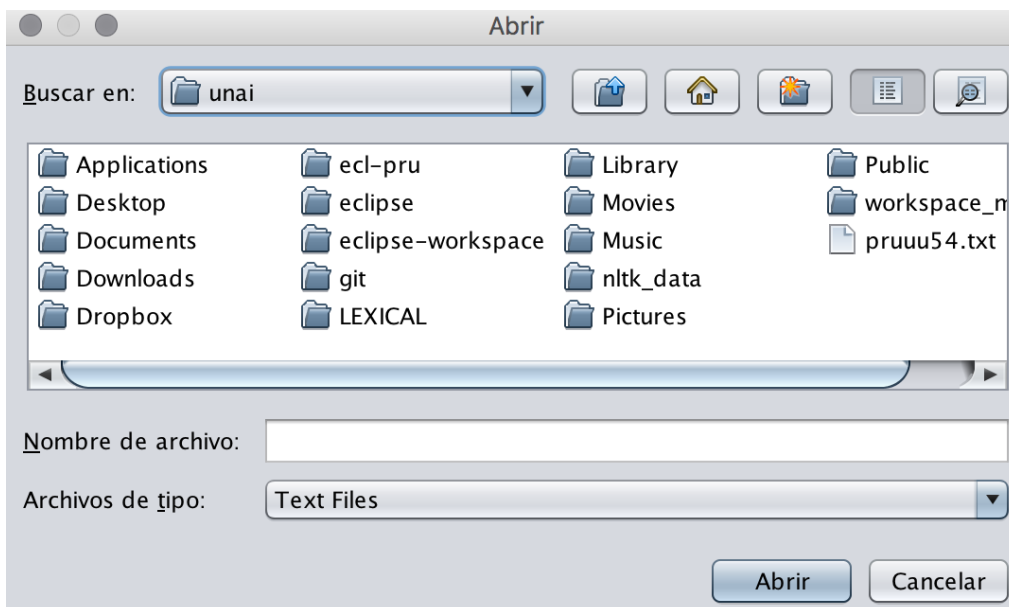 Abrir
Buscar en: unai
Applications ecl-pru Library Public
Desktop eclipse Movies workspace_m
Documents eclipse-workspace Music pruuu54.txt
Downloads git nltk_data
Dropbox LEXICAL Pictures
Nombre de archivo:
Archivos de tipo: Text Files
Abrir Cancelar